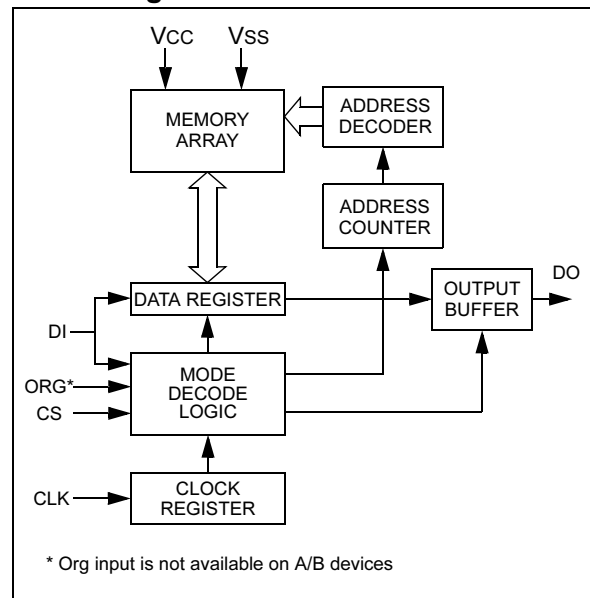 VCC VSS
MEMORY
ARRAY
ADDRESS
DECODER
ADDRESS
COUNTER
DATA REGISTER
OUTPUT
BUFFER
DO
DI
ORG*
CS
MODE
DECODE
LOGIC
CLK
CLOCK
REGISTER
* Org input is not available on A/B devices